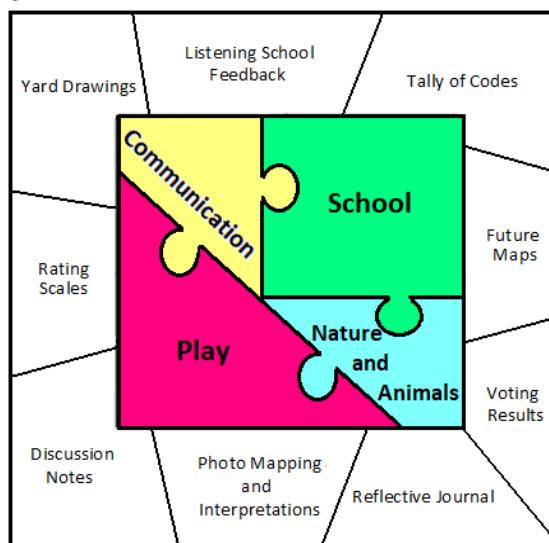 Listening School
Feedback
Yard Drawings
Tally of Codes
Communication
School
Future
Maps
Rating
Scales
Play
Nature
and
Animals
Voting
Results
Discussion
Notes
Photo Mapping
and
Interpretations
Reflective Journal